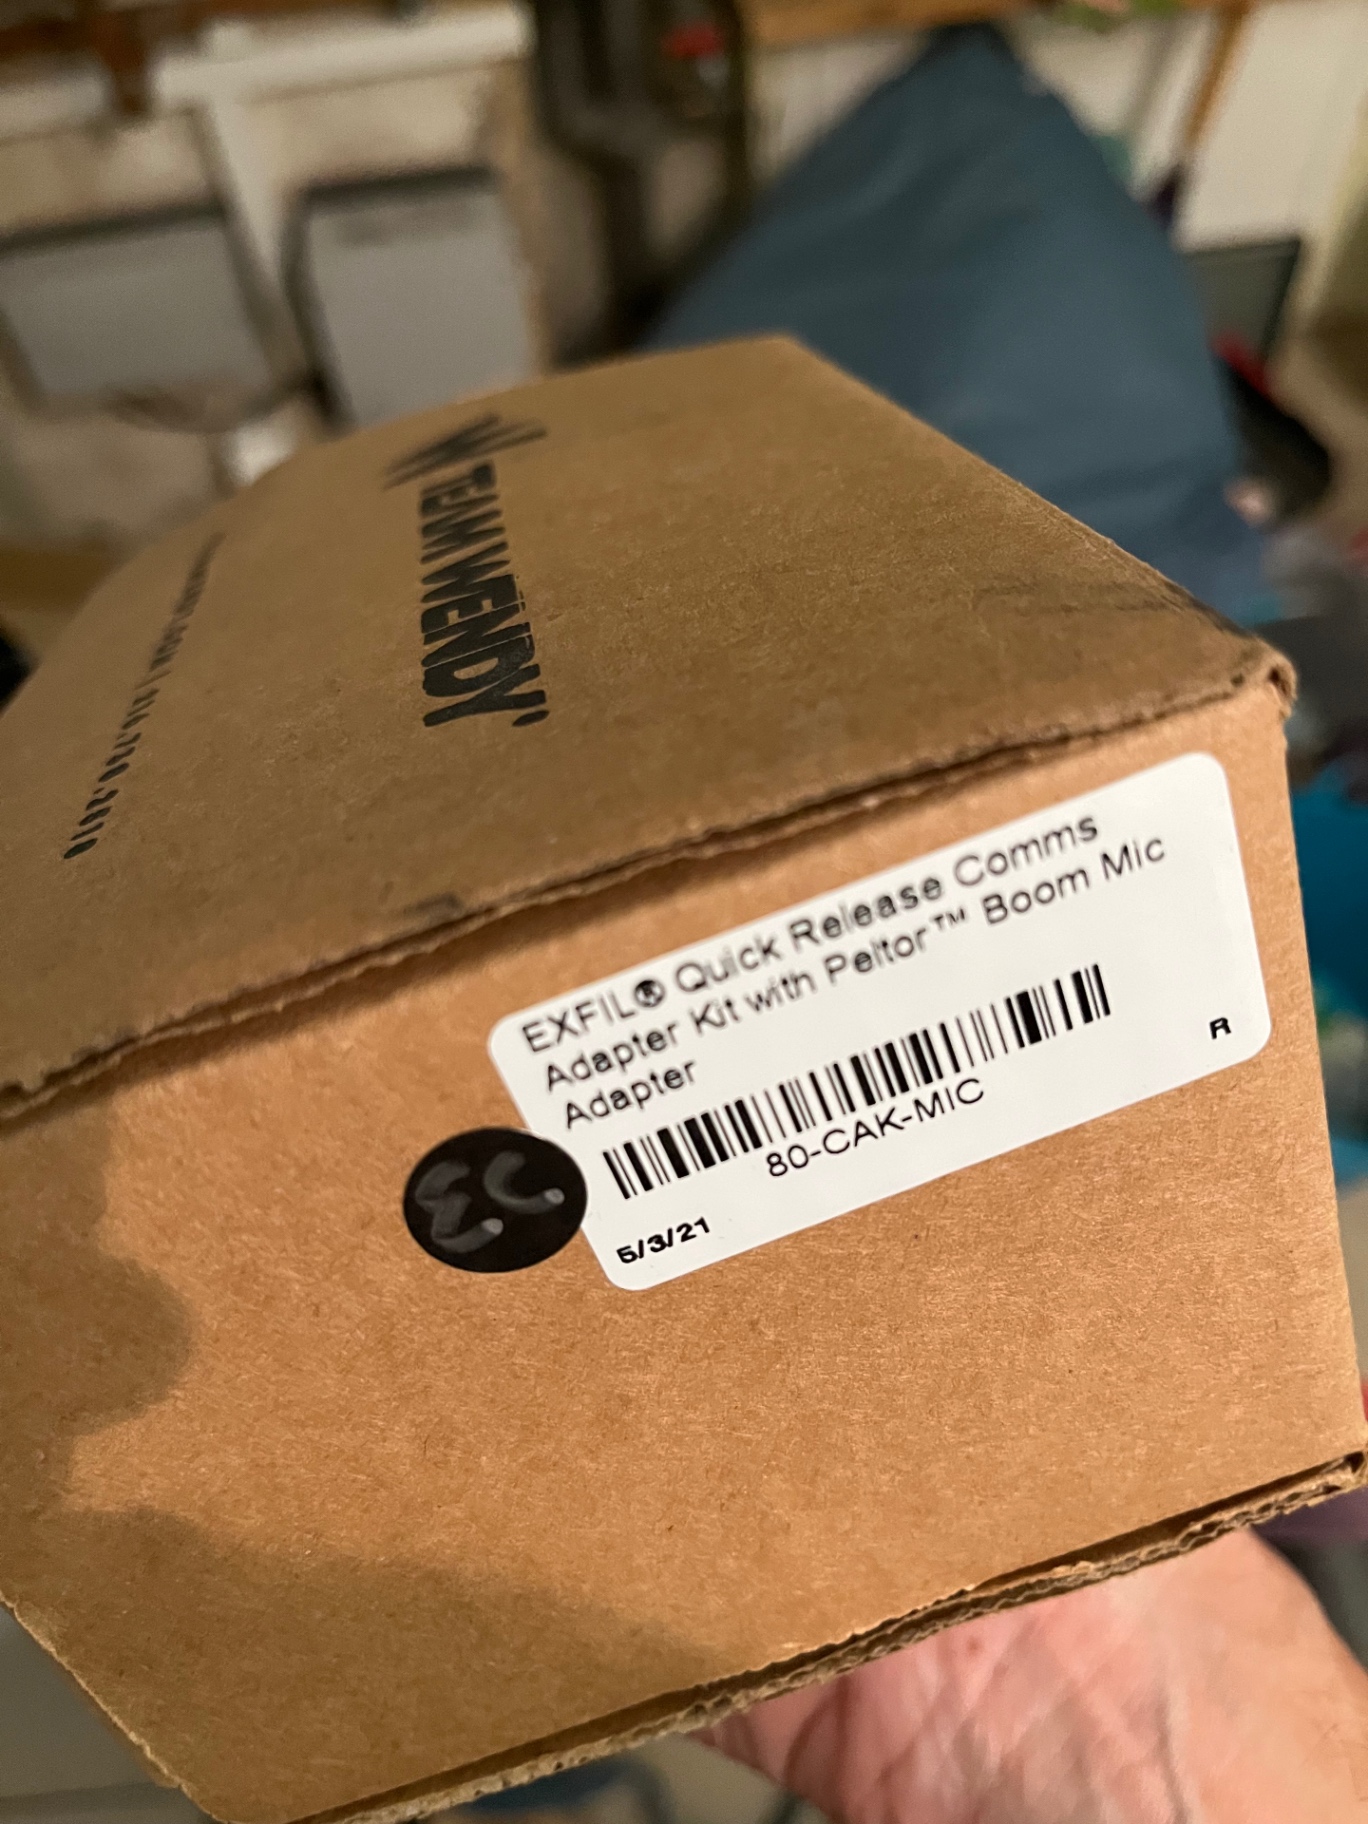 TEAM WENDY
EXFIL® Quick Release Comms
Adapter Kit with Peltor™ Boom Mic
Adapter
80-CAK-MIC
R
5/3/21